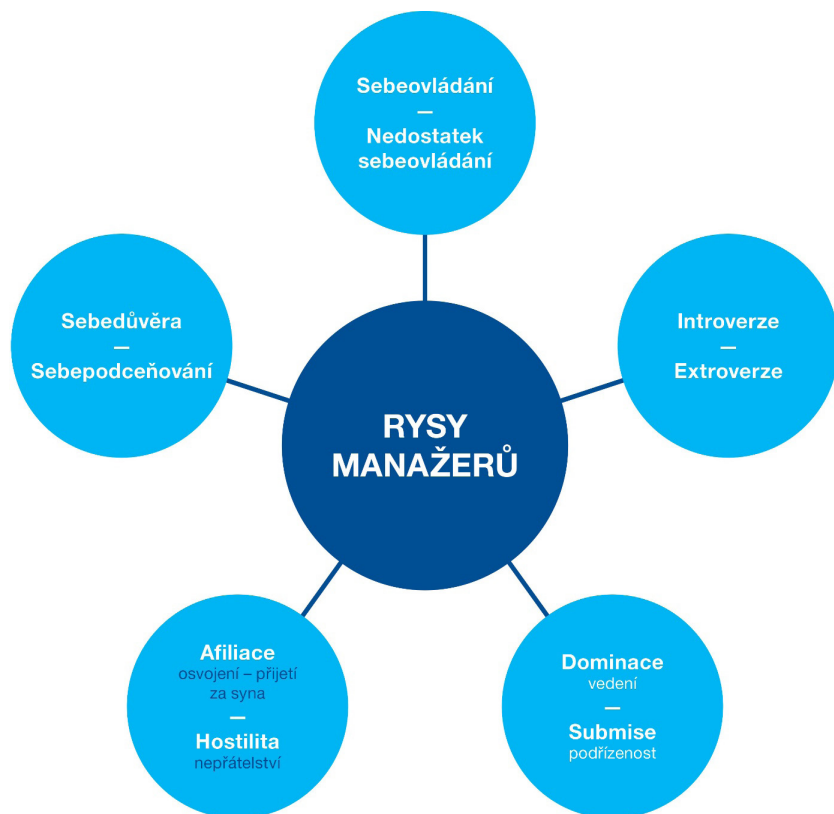 Sebeovládání
—
Nedostatek
sebeovládání
Sebedůvěra
—
Sebepodceňování
Introverze
—
Extroverze
RYSY
MANAŽERŮ
Afiliace
osvojení – přijetí
za syna
—
Hostilita
nepřátelství
Dominace
vedení
—
Submise
podřízenost